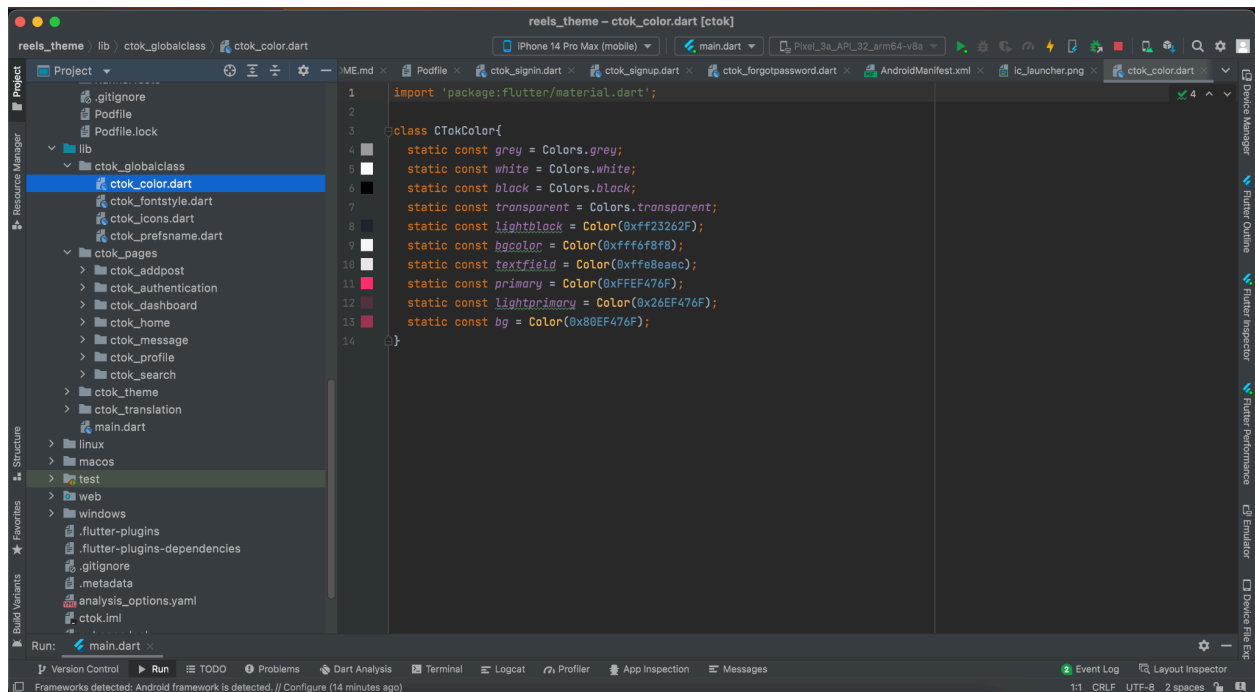 reels_theme – ctok_color.dart [ctok]
reels_theme lib ctok_globalclass ctok_color.dart
iPhone 14 Pro Max (mobile) main.dart Pixel_3a_API_32_arm64-v8a
Project
ME.md Podfile ctok_signin.dart ctok_signup.dart ctok_forgotpassword.dart AndroidManifest.xml ic_launcher.png ctok_color.dart
Project
Resource Manager
Structure
Favorites
Build Variants
.gitignore
Podfile
Podfile.lock
lib
ctok_globalclass
ctok_color.dart
ctok_fontstyle.dart
ctok_icons.dart
ctok_prefsname.dart
ctok_pages
ctok_addpost
ctok_authentication
ctok_dashboard
ctok_home
ctok_message
ctok_profile
ctok_search
ctok_theme
ctok_translation
main.dart
linux
macos
test
web
windows
.flutter-plugins
.flutter-plugins-dependencies
.gitignore
.metadata
analysis_options.yaml
ctok.iml
1 import 'package:flutter/material.dart';
2
3 class CTokColor{
4 static const grey = Colors.grey;
5 static const white = Colors.white;
6 static const black = Colors.black;
7 static const transparent = Colors.transparent;
8 static const lightblack = Color(0xff23262F);
9 static const bgcolor = Color(0xfff6f8f8);
10 static const textfield = Color(0xffe8eaec);
11 static const primary = Color(0xFFEF476F);
12 static const lightprimary = Color(0x26EF476F);
13 static const bg = Color(0x80EF476F);
14 }
4
Device Manager
Flutter Outline
Flutter Inspector
Flutter Performance
Emulator
Device File Exp
Run: main.dart
Version Control Run TODO Problems Dart Analysis Terminal Logcat Profiler App Inspection Messages 2 Event Log Layout Inspector
Frameworks detected: Android framework is detected. // Configure (14 minutes ago) 1:1 CRLF UTF-8 2 spaces